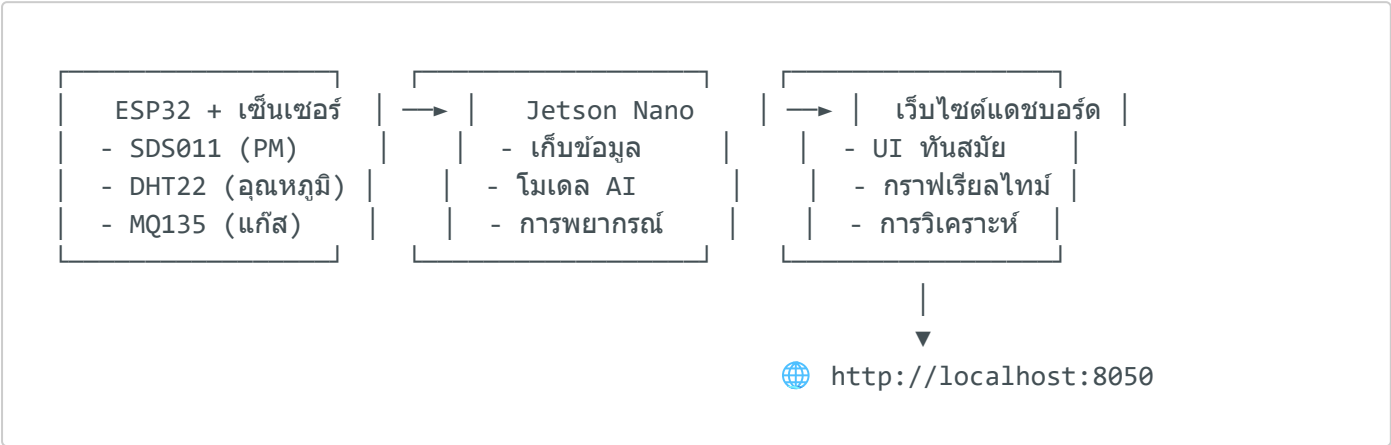 ESP32 + เซ็นเซอร์ ──► Jetson Nano ──► เว็บไซต์แดชบอร์ด
- SDS011 (PM) - เก็บข้อมูล - UI ทันสมัย
- DHT22 (อุณหภูมิ) - โมเดล AI - กราฟเรียลไทม์
- MQ135 (แก๊ส) - การพยากรณ์ - การวิเคราะห์
▼
🌐 http://localhost:8050